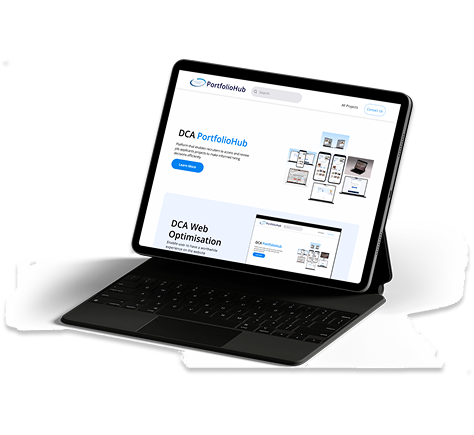 PortfolioHub
Search
All Projects
Contact Us
DCA PortfolioHub
Platform that enables recruiters to access and review
job applicants projects to make informed hiring
decisions efficiently.
Learn More
DCA Web
Optimisation
Enable user to have a worthwhile
experience on the website
DCA PortfolioHub